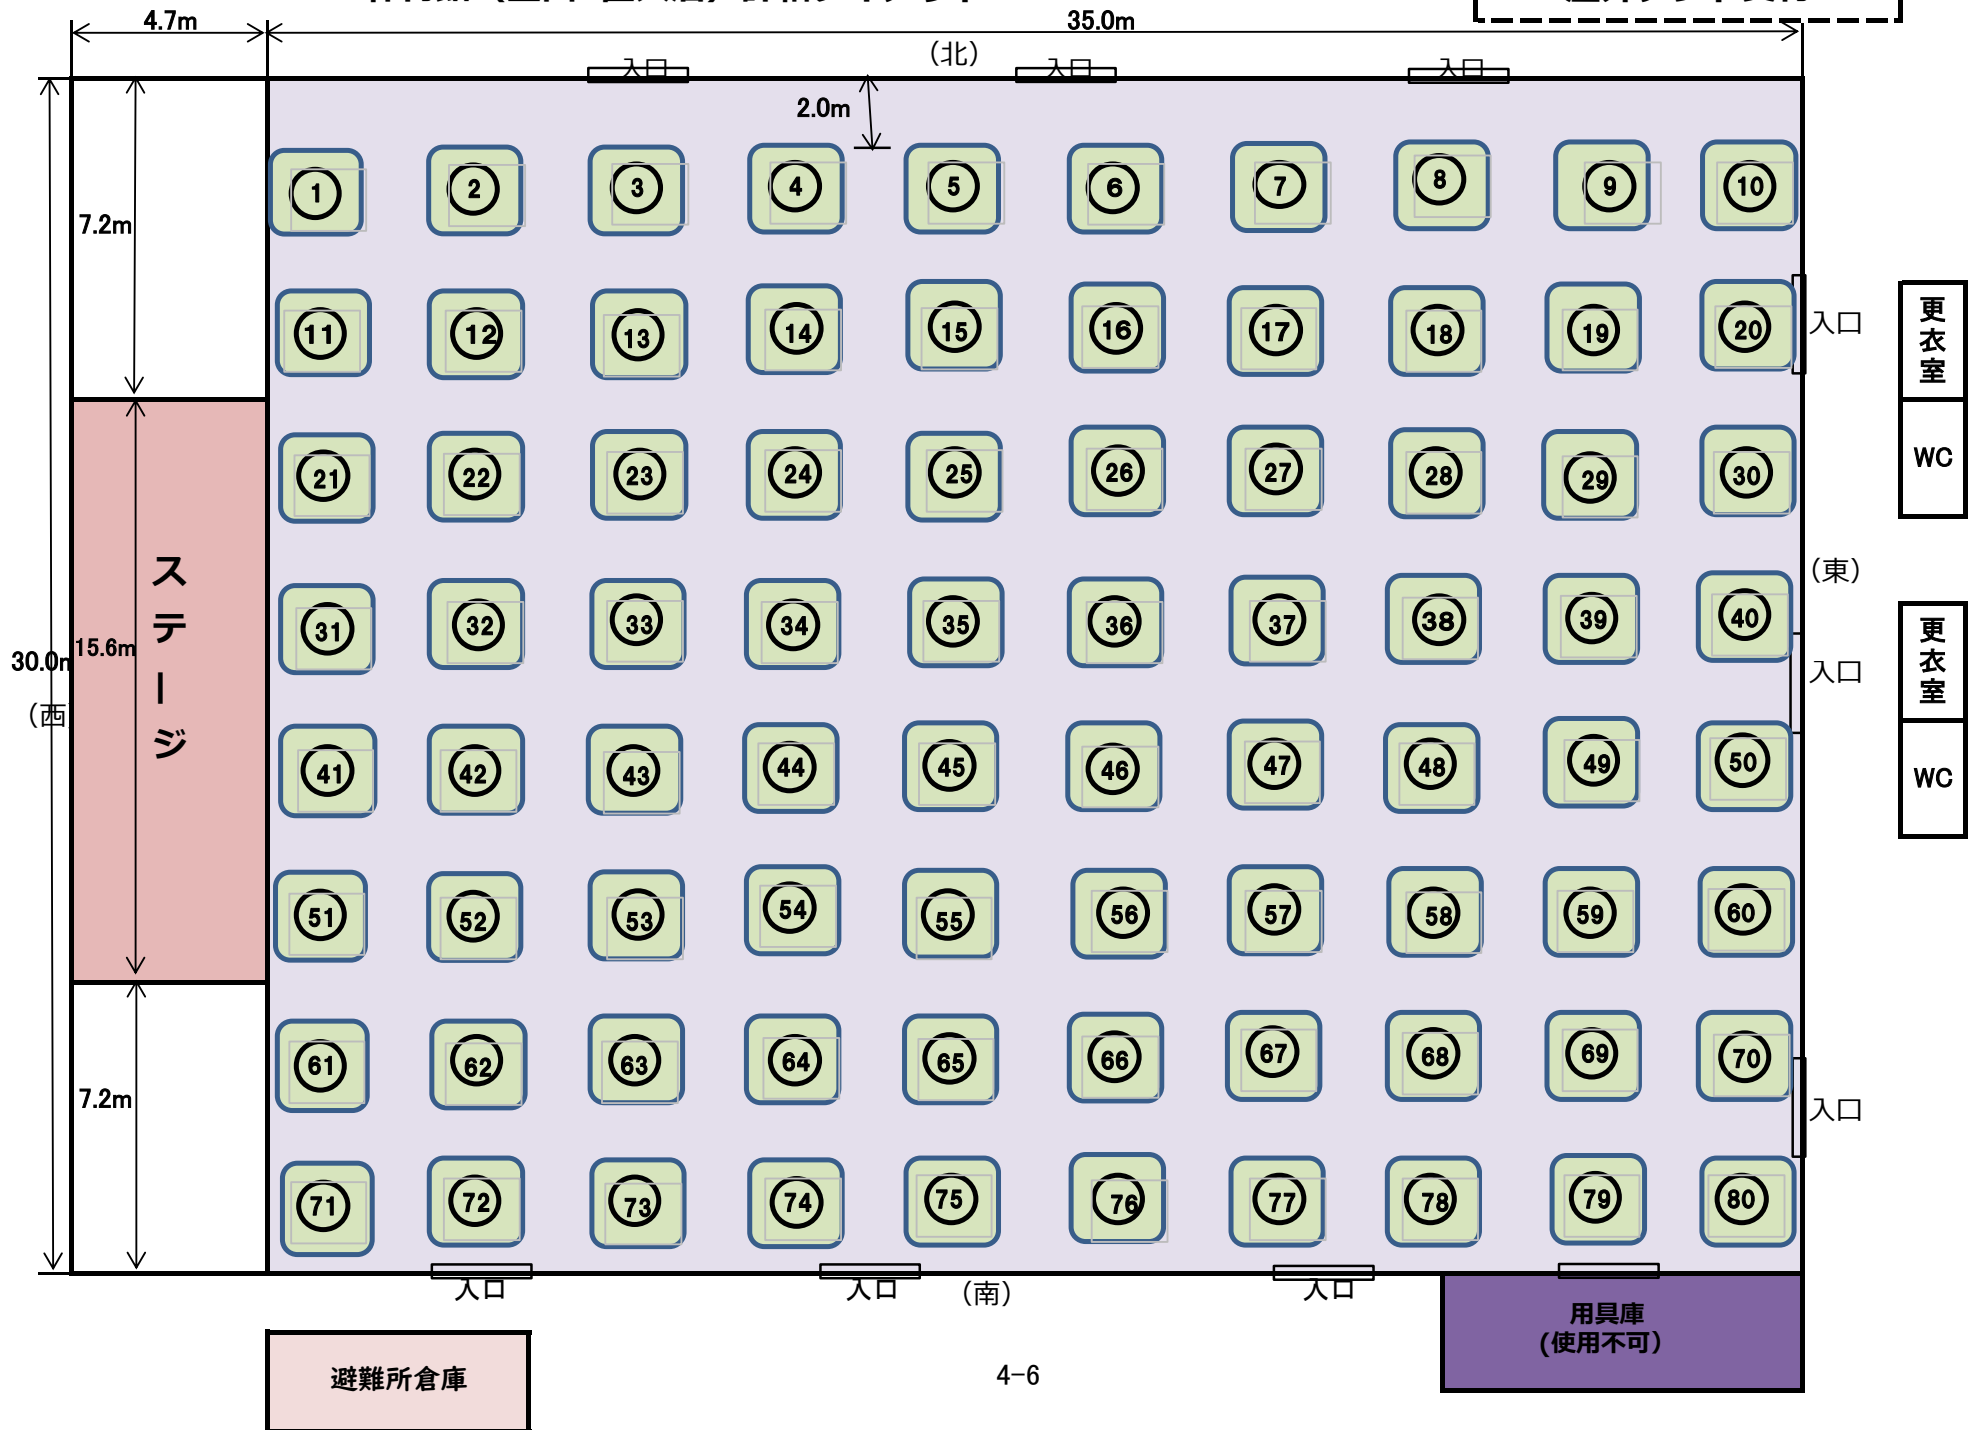 4.7m
35.0m
(北)
入口 入口 入口
2.0m
1 2 3 4 5 6 7 8 9 10
7.2m
11 12 13 14 15 16 17 18 19 20
入口
更衣室
21 22 23 24 25 26 27 28 29 30
WC
ステージ
(東)
31 32 33 34 35 36 37 38 39 40
15.6m
30.0m
更衣室
入口
(西)
41 42 43 44 45 46 47 48 49 50
WC
51 52 53 54 55 56 57 58 59 60
61 62 63 64 65 66 67 68 69 70
7.2m
入口
71 72 73 74 75 76 77 78 79 80
入口 入口 (南) 入口
用具庫
(使用不可)
避難所倉庫
4-6